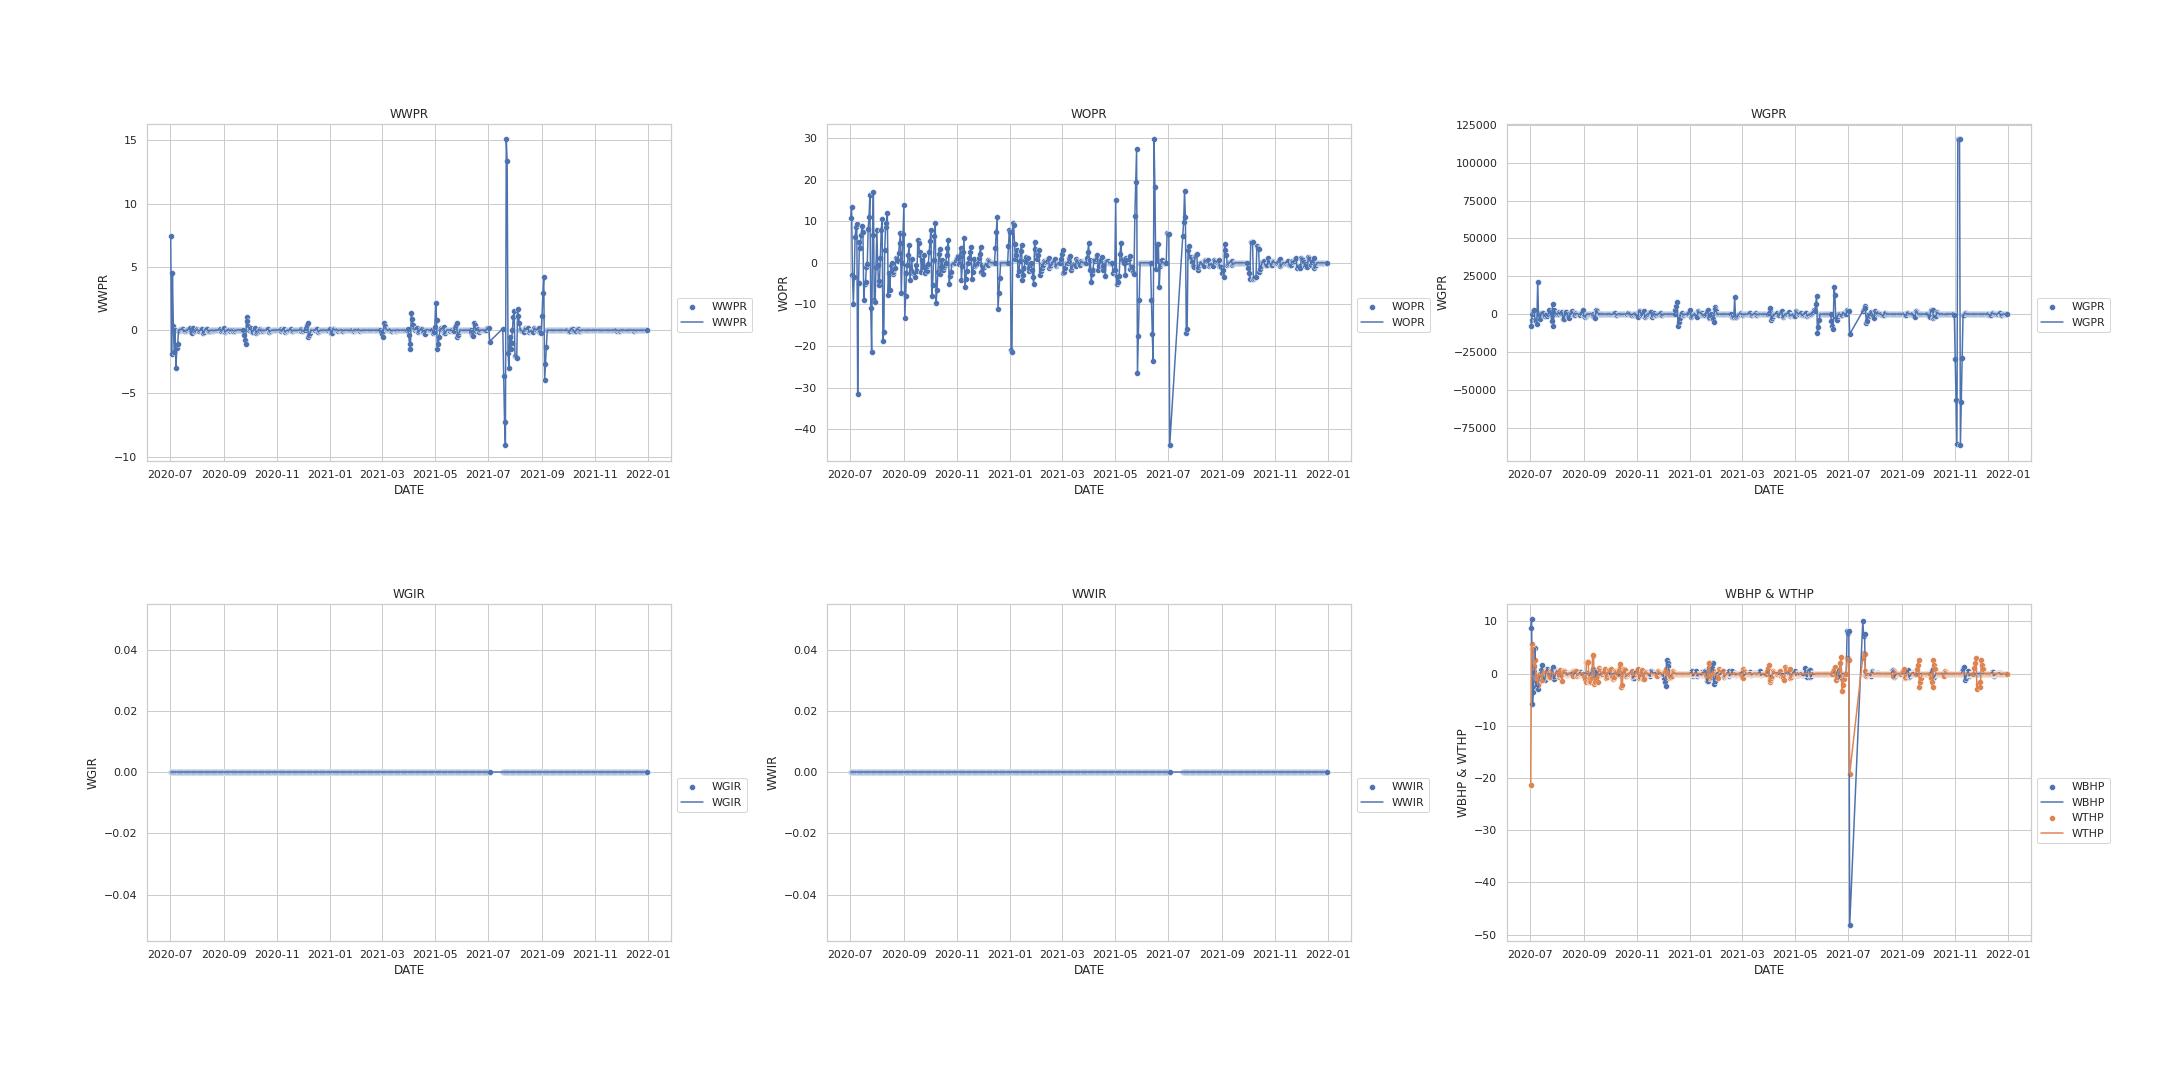 WWPR
15
10
5
0
−5
−10
WWPR
2020-07 2020-09 2020-11 2021-01 2021-03 2021-05 2021-07 2021-09 2021-11 2022-01
DATE
WWPR
WWPR
WOPR
30
20
10
0
−10
−20
−30
−40
WOPR
2020-07 2020-09 2020-11 2021-01 2021-03 2021-05 2021-07 2021-09 2021-11 2022-01
DATE
WOPR
WOPR
WGPR
125000
100000
75000
50000
25000
0
−25000
−50000
−75000
WGPR
2020-07 2020-09 2020-11 2021-01 2021-03 2021-05 2021-07 2021-09 2021-11 2022-01
DATE
WGPR
WGPR
WGIR
0.04
0.02
0.00
−0.02
−0.04
WGIR
2020-07 2020-09 2020-11 2021-01 2021-03 2021-05 2021-07 2021-09 2021-11 2022-01
DATE
WGIR
WGIR
WWIR
0.04
0.02
0.00
−0.02
−0.04
WWIR
2020-07 2020-09 2020-11 2021-01 2021-03 2021-05 2021-07 2021-09 2021-11 2022-01
DATE
WWIR
WWIR
WBHP & WTHP
10
0
−10
−20
−30
−40
−50
WBHP & WTHP
2020-07 2020-09 2020-11 2021-01 2021-03 2021-05 2021-07 2021-09 2021-11 2022-01
DATE
WBHP
WBHP
WTHP
WTHP